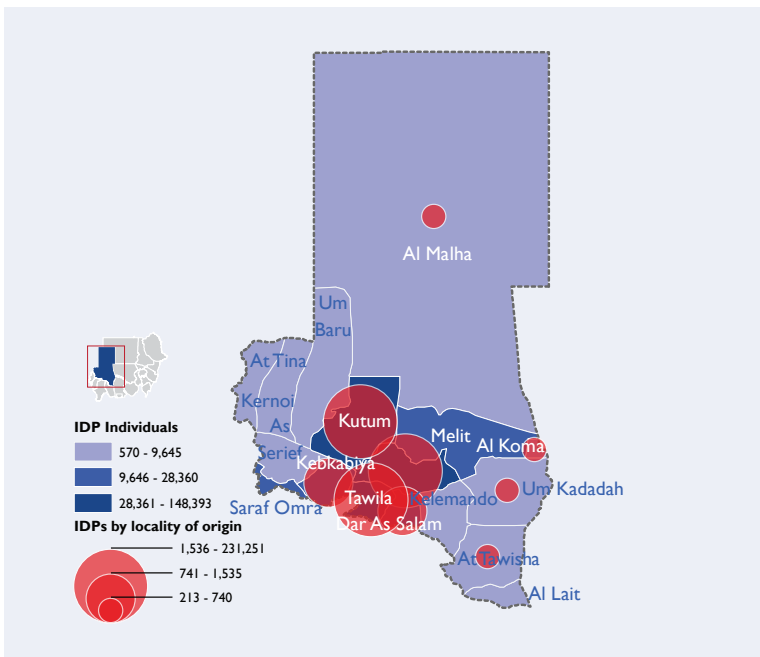 Al Malha
Um
Baru
At Tina
Kernoi
As
Serief
Kutum
Melit
Al Koma
Kebkabiya
Tawila
Kelemando
Um Kadadah
Saraf Omra
Dar As Salam
At Tawisha
Al Lait
IDP Individuals
570 - 9,645
9,646 - 28,360
28,361 - 148,393
IDPs by locality of origin
1,536 - 231,251
741 - 1,535
213 - 740